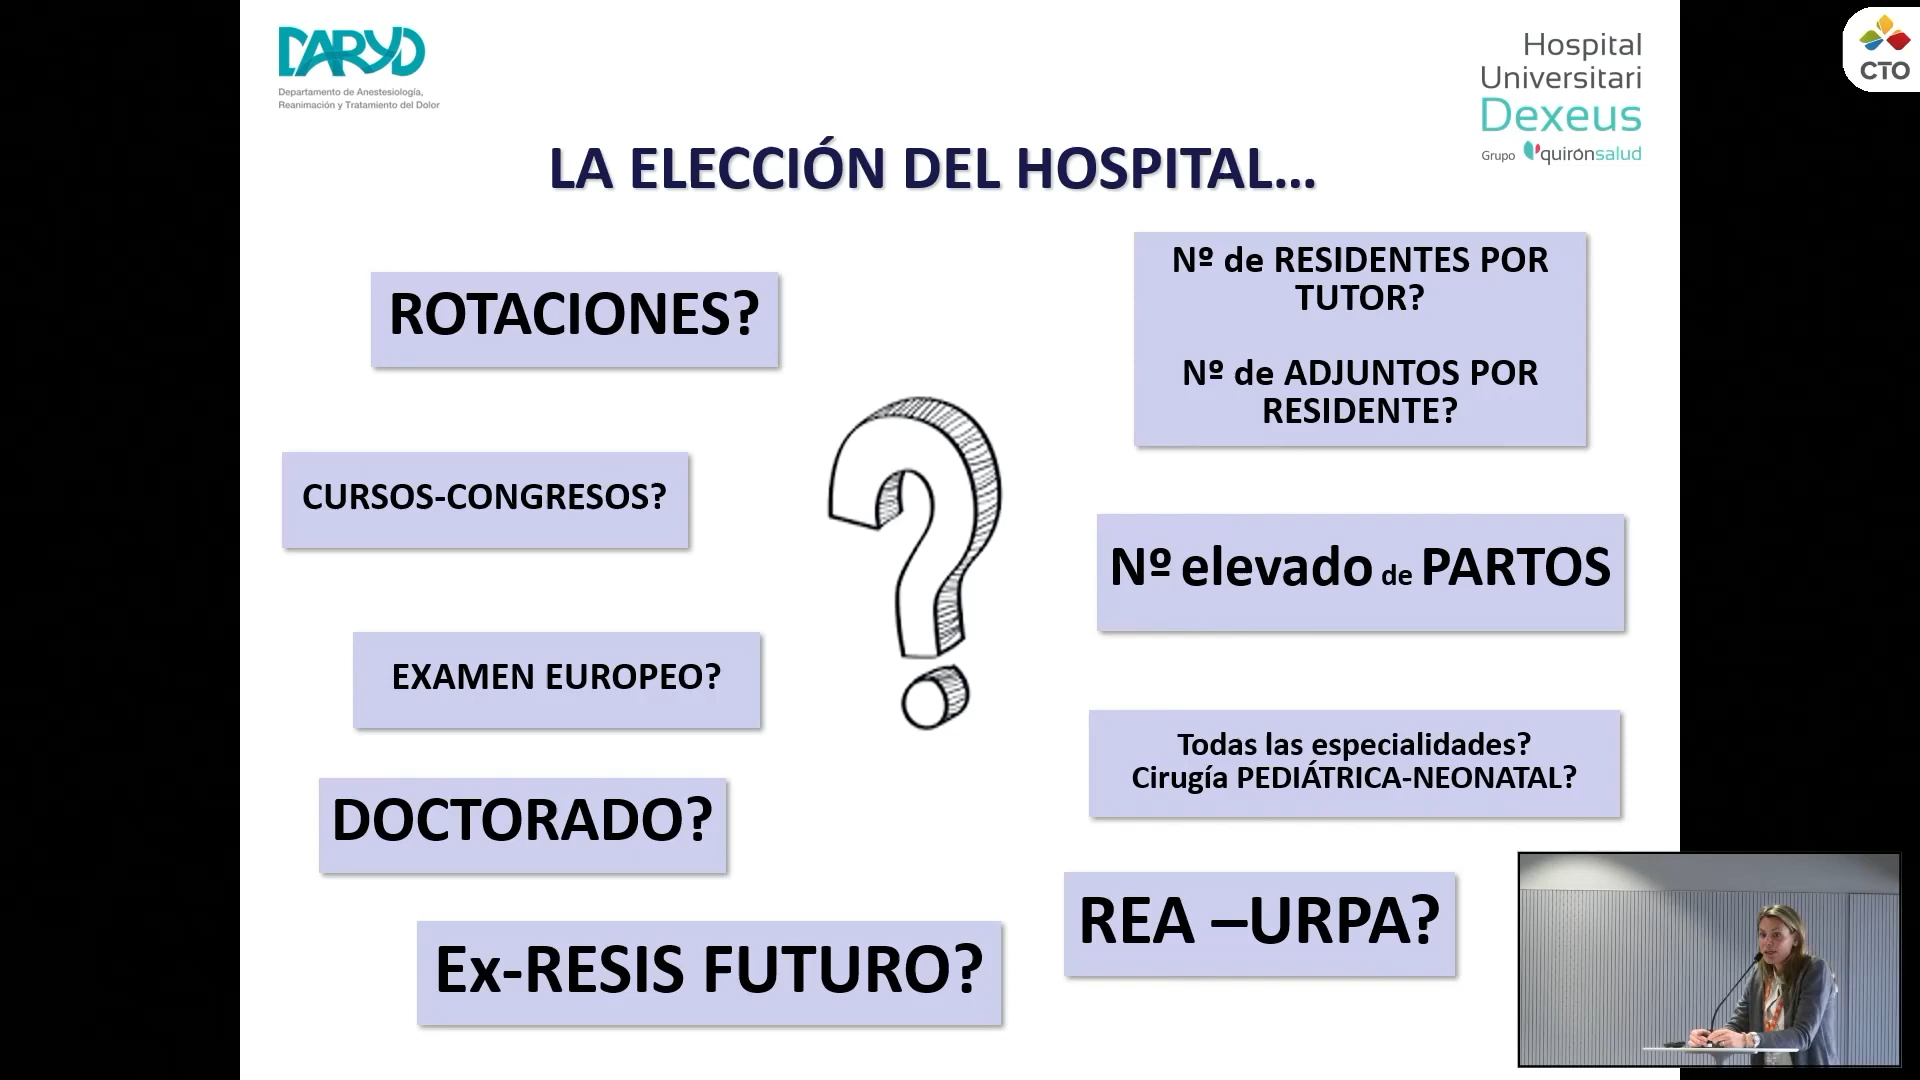 DARYD
Departamento de Anestesiología,
Reanimación y Tratamiento del Dolor
Hospital
Universitari
Dexeus
Grupo quirónsalud
CTO
LA ELECCIÓN DEL HOSPITAL...
ROTACIONES?
Nº de RESIDENTES POR
TUTOR?
Nº de ADJUNTOS POR
RESIDENTE?
CURSOS-CONGRESOS?
Nº elevado de PARTOS
EXAMEN EUROPEO?
Todas las especialidades?
Cirugía PEDIÁTRICA-NEONATAL?
DOCTORADO?
REA –URPA?
Ex-RESIS FUTURO?